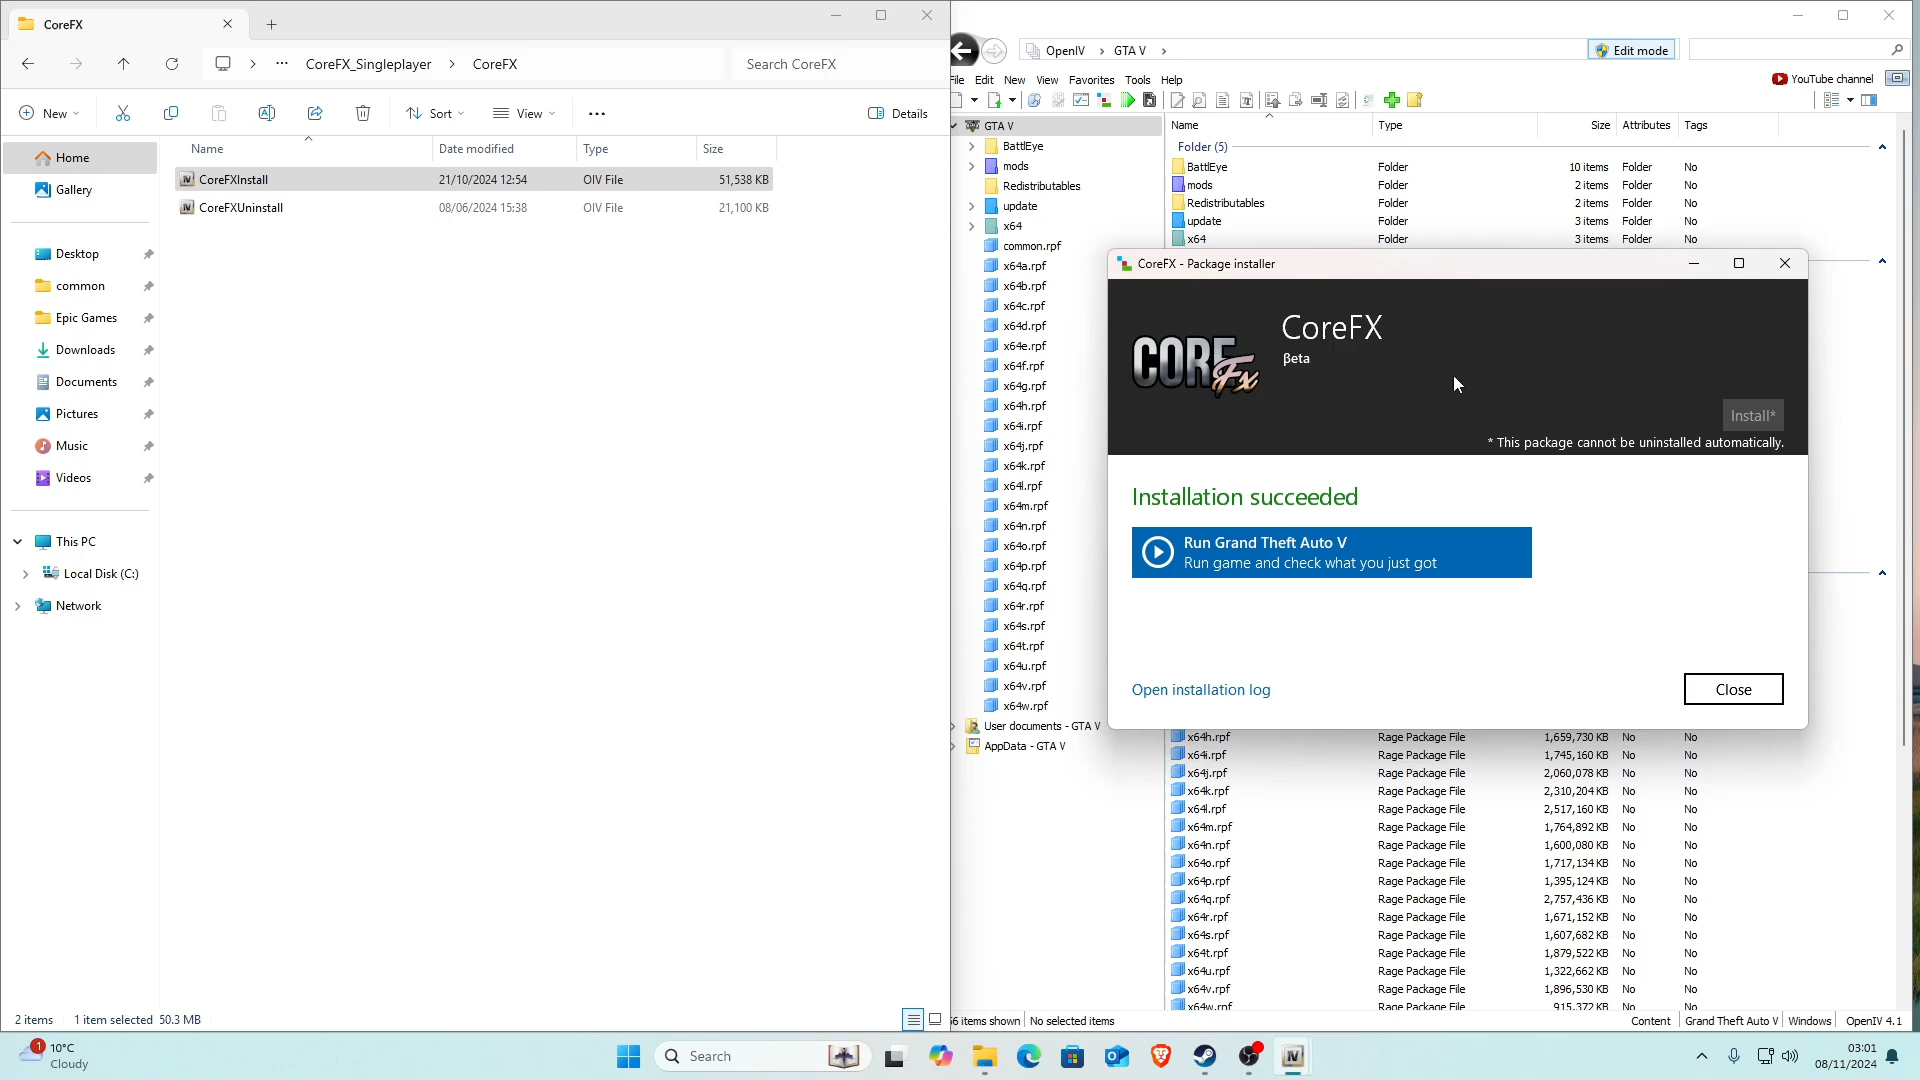 CoreFX
CoreFX_Singleplayer
CoreFX
Search CoreFX
New
Sort
View
Details
Home
Gallery
Desktop
common
Epic Games
Downloads
Documents
Pictures
Music
Videos
This PC
Local Disk (C:)
Network
Name Date modified Type Size
CoreFXInstall 21/10/2024 12:54 OIV File 51,538 KB
CoreFXUninstall 08/06/2024 15:38 OIV File 21,100 KB
2 items 1 item selected 50.3 MB
OpenIV
GTA V
Edit mode
File Edit New View Favorites Tools Help
YouTube channel
GTA V
BattlEye
mods
Redistributables
update
x64
common.rpf
x64a.rpf
x64b.rpf
x64c.rpf
x64d.rpf
x64e.rpf
x64f.rpf
x64g.rpf
x64h.rpf
x64i.rpf
x64j.rpf
x64k.rpf
x64l.rpf
x64m.rpf
x64n.rpf
x64o.rpf
x64p.rpf
x64q.rpf
x64r.rpf
x64s.rpf
x64t.rpf
x64u.rpf
x64v.rpf
x64w.rpf
User documents - GTA V
AppData - GTA V
Name Type Size Attributes Tags
Folder (5)
BattlEye Folder 10 items Folder No
mods Folder 2 items Folder No
Redistributables Folder 2 items Folder No
update Folder 3 items Folder No
x64 Folder 3 items Folder No
CoreFX - Package installer
CORE Fx
CoreFX
βeta
Install*
* This package cannot be uninstalled automatically.
Installation succeeded
Run Grand Theft Auto V
Run game and check what you just got
Open installation log
Close
x64h.rpf Rage Package File 1,659,730 KB No No
x64i.rpf Rage Package File 1,745,160 KB No No
x64j.rpf Rage Package File 2,060,078 KB No No
x64k.rpf Rage Package File 2,310,204 KB No No
x64l.rpf Rage Package File 2,517,160 KB No No
x64m.rpf Rage Package File 1,764,892 KB No No
x64n.rpf Rage Package File 1,600,080 KB No No
x64o.rpf Rage Package File 1,717,134 KB No No
x64p.rpf Rage Package File 1,395,124 KB No No
x64q.rpf Rage Package File 2,757,436 KB No No
x64r.rpf Rage Package File 1,671,152 KB No No
x64s.rpf Rage Package File 1,607,682 KB No No
x64t.rpf Rage Package File 1,879,522 KB No No
x64u.rpf Rage Package File 1,322,662 KB No No
x64v.rpf Rage Package File 1,896,530 KB No No
x64w.rpf Rage Package File 915,372 KB No No
items shown No selected items
Content Grand Theft Auto V Windows OpenIV 4.1
1
10°C
Cloudy
Search
03:01
08/11/2024